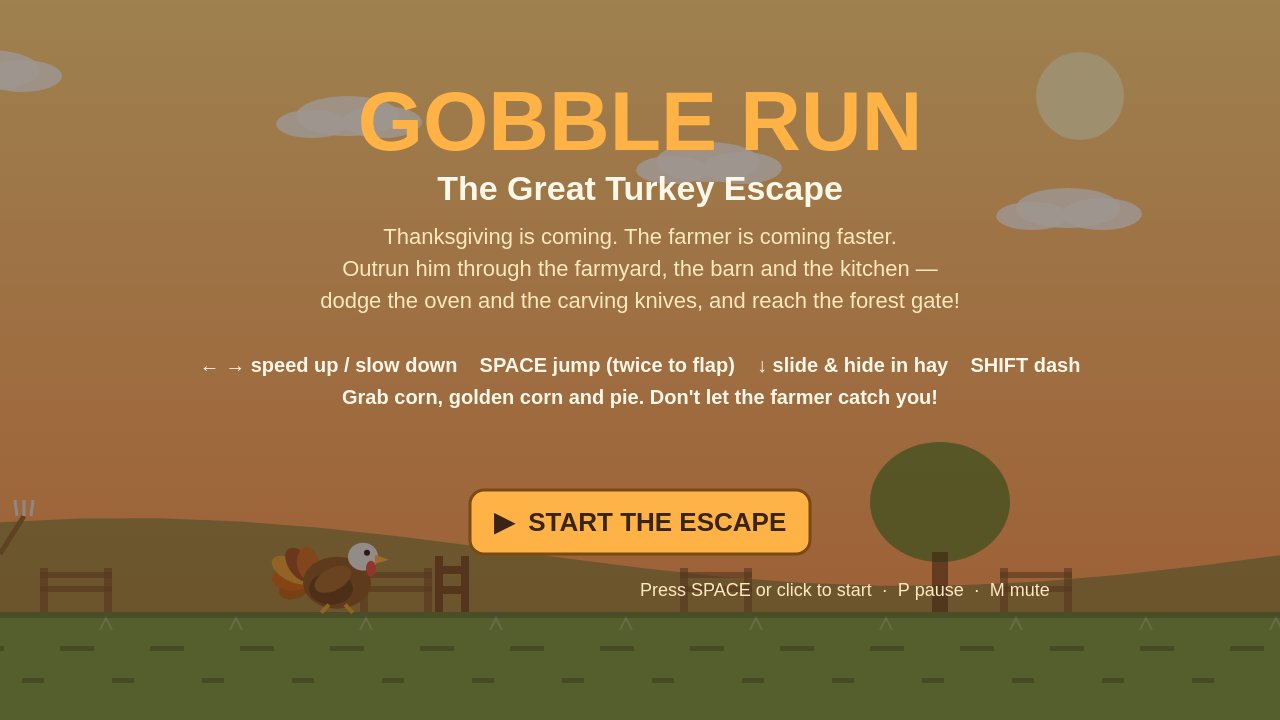 GOBBLE RUN
The Great Turkey Escape
Thanksgiving is coming. The farmer is coming faster.
Outrun him through the farmyard, the barn and the kitchen —
dodge the oven and the carving knives, and reach the forest gate!
← → speed up / slow down SPACE jump (twice to flap) ↓ slide & hide in hay SHIFT dash
Grab corn, golden corn and pie. Don't let the farmer catch you!
▶ START THE ESCAPE
Press SPACE or click to start · P pause · M mute